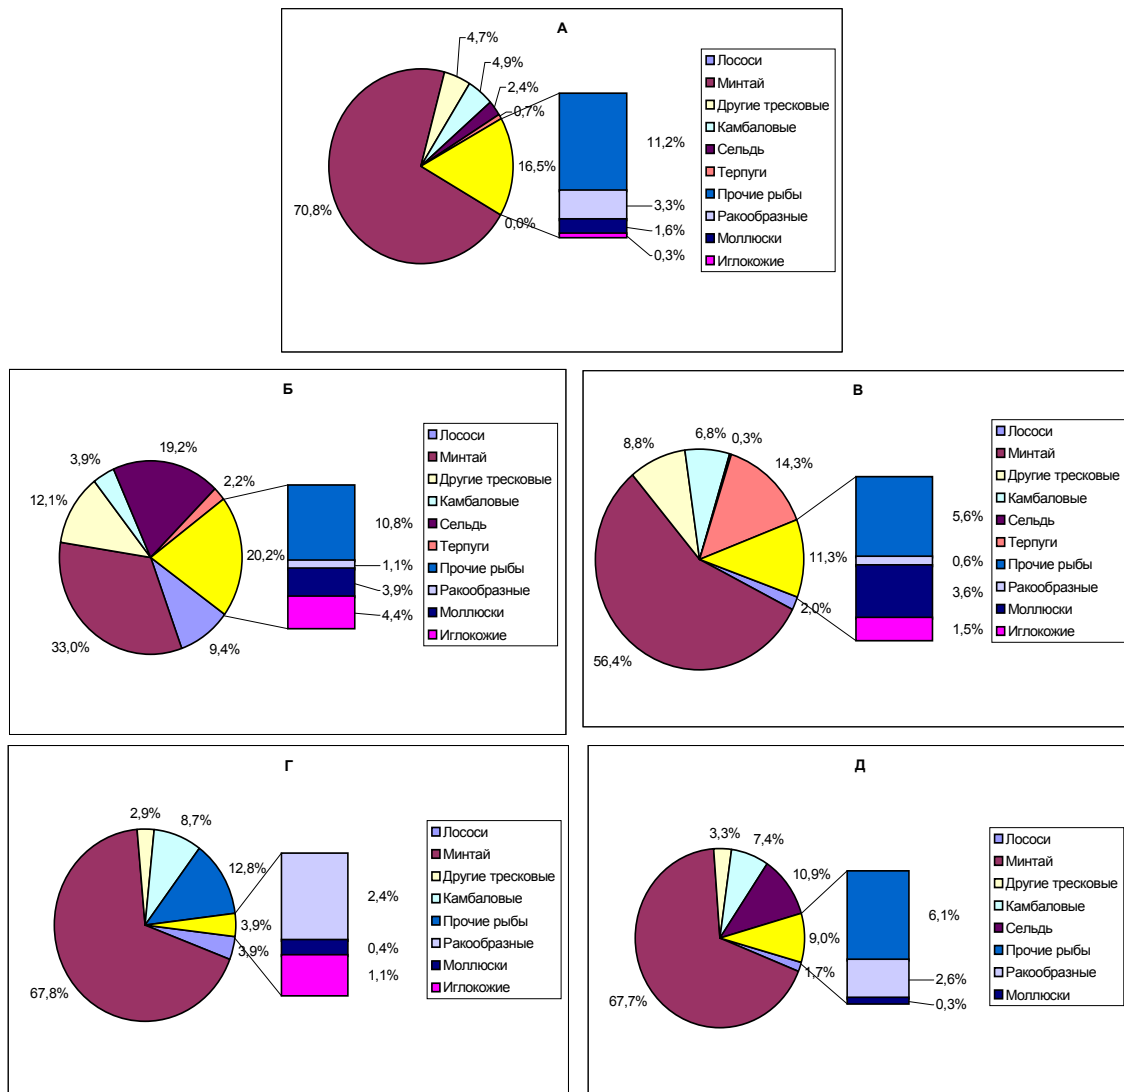 А
4,7%
4,9%
2,4%
0,7%
16,5%
0,0%
70,8%
11,2%
3,3%
1,6%
0,3%
Лососи
Минтай
Другие тресковые
Камбаловые
Сельдь
Терпуги
Прочие рыбы
Ракообразные
Моллюски
Иглокожие
Б
19,2%
3,9%
2,2%
12,1%
20,2%
33,0%
9,4%
10,8%
1,1%
3,9%
4,4%
Лососи
Минтай
Другие тресковые
Камбаловые
Сельдь
Терпуги
Прочие рыбы
Ракообразные
Моллюски
Иглокожие
В
8,8%
6,8%
0,3%
14,3%
11,3%
2,0%
56,4%
5,6%
0,6%
3,6%
1,5%
Лососи
Минтай
Другие тресковые
Камбаловые
Сельдь
Терпуги
Прочие рыбы
Ракообразные
Моллюски
Иглокожие
Г
2,9%
8,7%
12,8%
3,9%
3,9%
67,8%
2,4%
0,4%
1,1%
Лососи
Минтай
Другие тресковые
Камбаловые
Прочие рыбы
Ракообразные
Моллюски
Иглокожие
Д
3,3%
7,4%
10,9%
9,0%
1,7%
67,7%
6,1%
2,6%
0,3%
Лососи
Минтай
Другие тресковые
Камбаловые
Сельдь
Прочие рыбы
Ракообразные
Моллюски